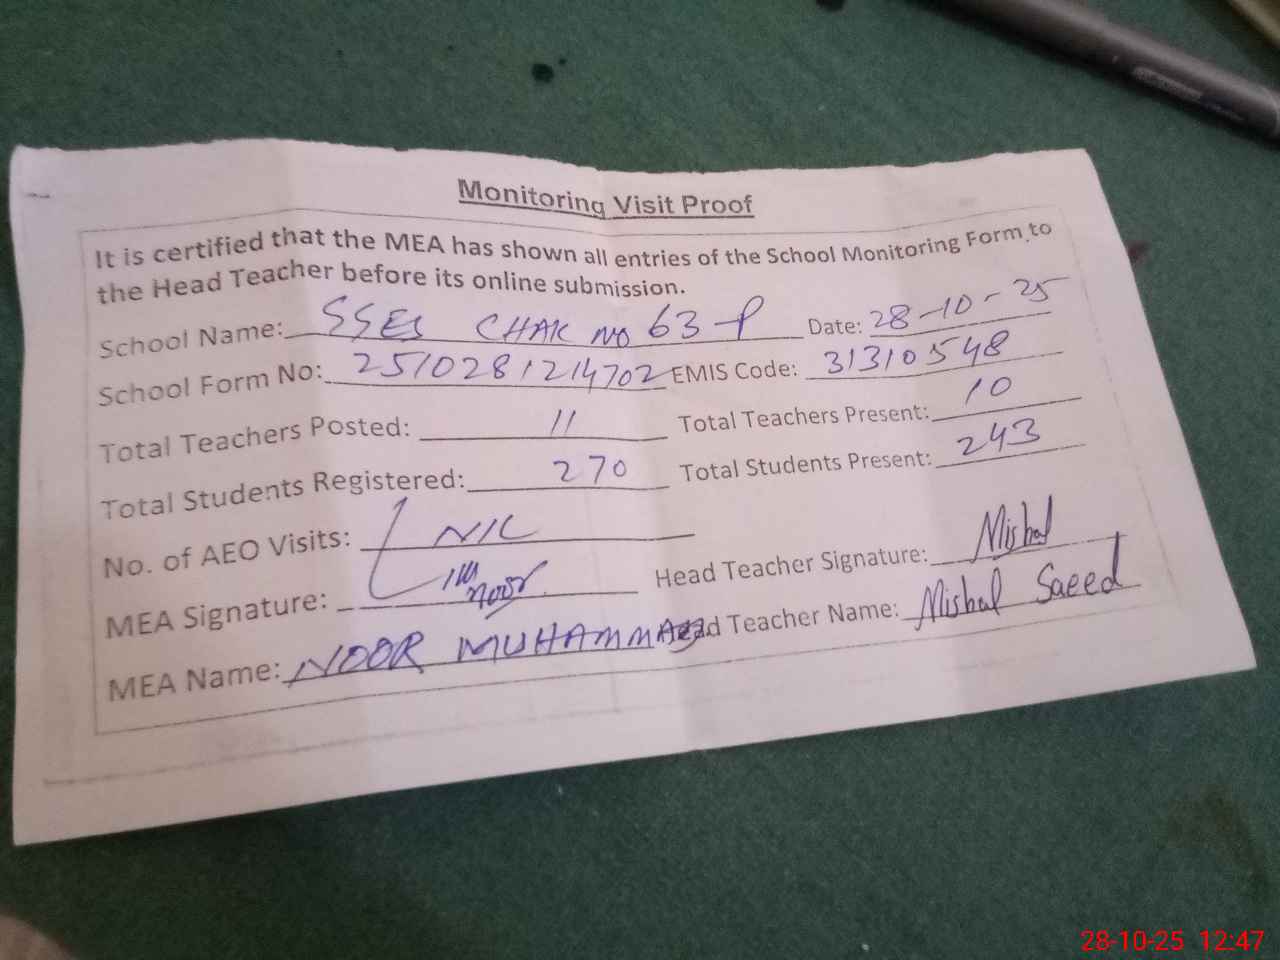 Monitoring Visit Proof
It is certified that the MEA has shown all entries of the School Monitoring Form to
the Head Teacher before its online submission.
School Name: SSES CHAK NO 63-P Date: 28-10-25
School Form No: 2510281214702 EMIS Code: 31310548
Total Teachers Posted: 11 Total Teachers Present: 10
Total Students Registered: 270 Total Students Present: 243
No. of AEO Visits: NIL
MEA Signature: Noor Head Teacher Signature: Mishal
MEA Name: NOOR MUHAMMAD Head Teacher Name: Mishal Saeed
28-10-25 12:47